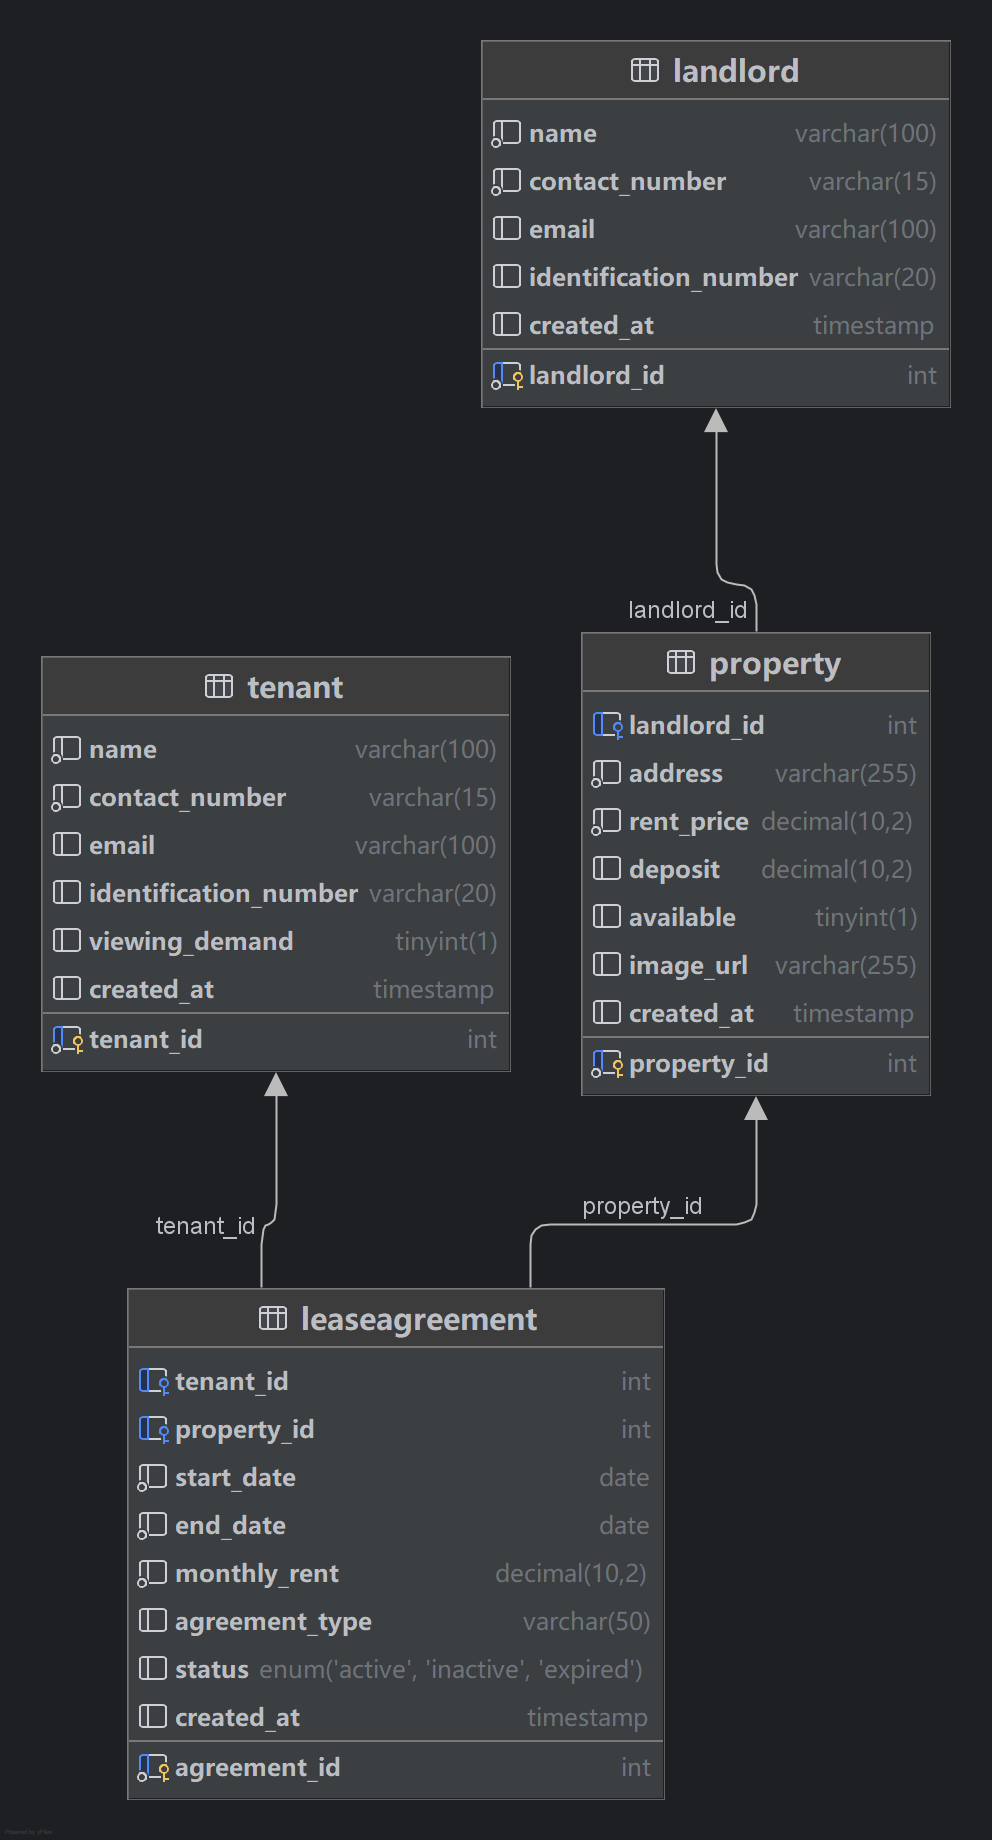 landlord
name varchar(100)
contact_number varchar(15)
email varchar(100)
identification_number varchar(20)
created_at timestamp
landlord_id int
landlord_id
property
landlord_id int
address varchar(255)
rent_price decimal(10,2)
deposit decimal(10,2)
available tinyint(1)
image_url varchar(255)
created_at timestamp
property_id int
tenant
name varchar(100)
contact_number varchar(15)
email varchar(100)
identification_number varchar(20)
viewing_demand tinyint(1)
created_at timestamp
tenant_id int
tenant_id
property_id
leaseagreement
tenant_id int
property_id int
start_date date
end_date date
monthly_rent decimal(10,2)
agreement_type varchar(50)
status enum('active', 'inactive', 'expired')
created_at timestamp
agreement_id int
Powered by yFiles